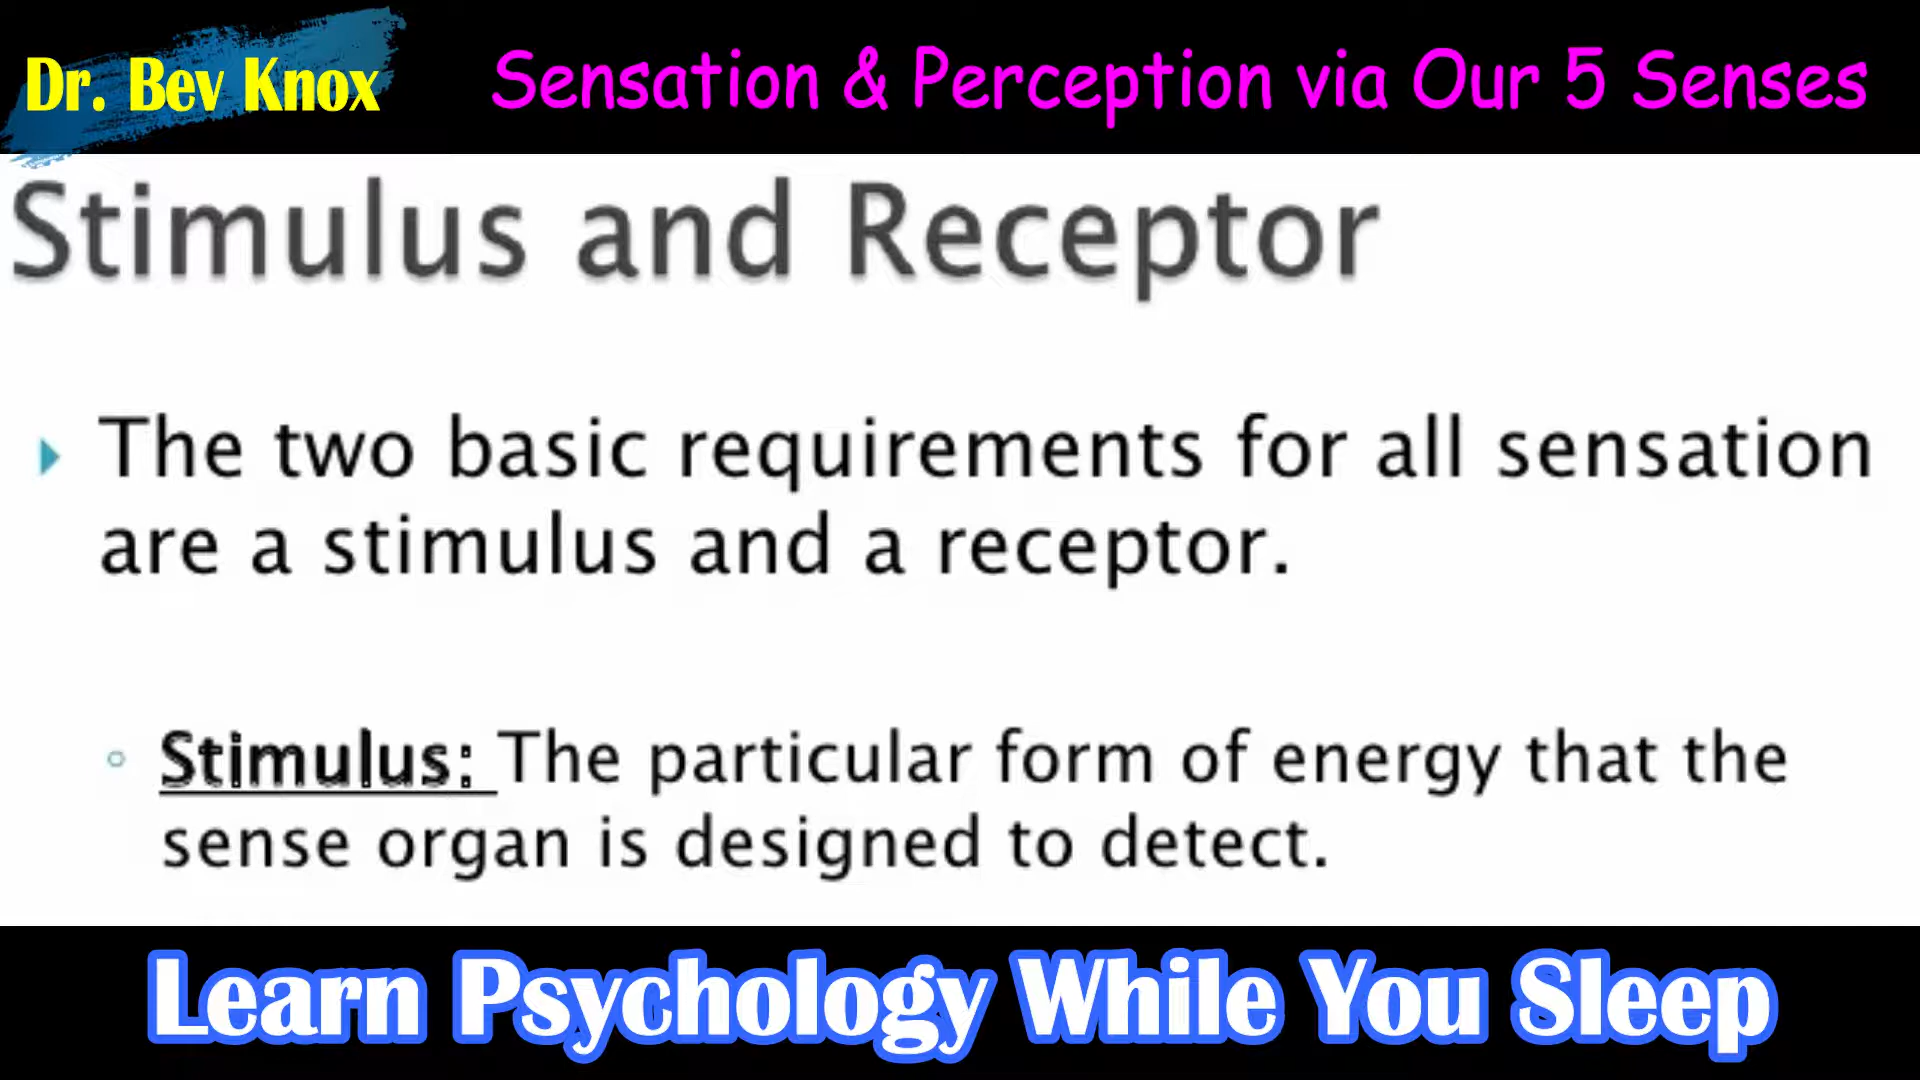 Dr. Bev Knox
Sensation & Perception via Our 5 Senses
Stimulus and Receptor
The two basic requirements for all sensation
are a stimulus and a receptor.
Stimulus: The particular form of energy that the
sense organ is designed to detect.
Learn Psychology While You Sleep